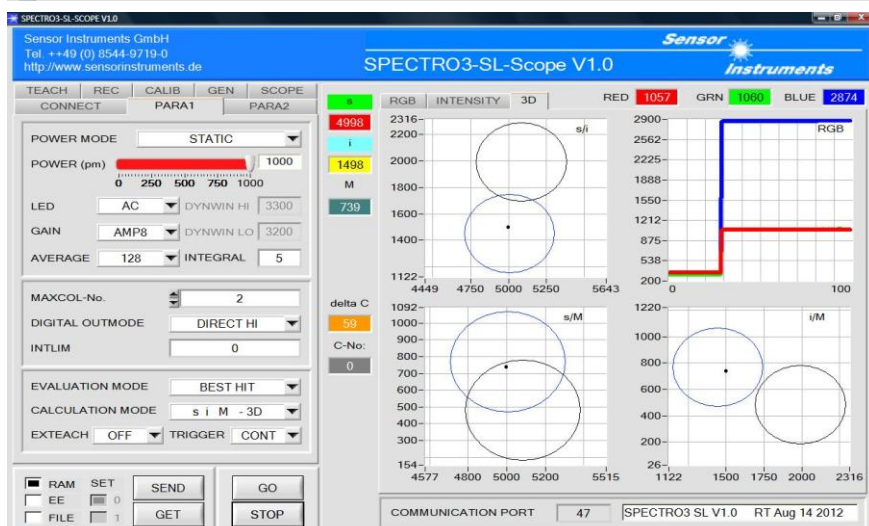 SPECTRO3-SL-SCOPE V1.0
Sensor Instruments GmbH
Tel. ++49 (0) 8544-9719-0
http://www.sensorinstruments.de
SPECTRO3-SL-Scope V1.0
Sensor
Instruments
TEACH REC CALIB GEN SCOPE
CONNECT PARA1 PARA2
POWER MODE STATIC
POWER (pm) 1000
0 250 500 750 1000
LED AC DYNWIN HI 3300
GAIN AMP8 DYNWIN LO 3200
AVERAGE 128 INTEGRAL 5
MAXCOL-No. 2
DIGITAL OUTMODE DIRECT HI
INTLIM 0
EVALUATION MODE BEST HIT
CALCULATION MODE s i M - 3D
EXTEACH OFF TRIGGER CONT
RAM SET
EE 0
FILE 1
SEND GO
GET STOP
s
4998
i
1498
M
739
delta C
59
C-No:
0
RGB INTENSITY 3D
RED 1057 GRN 1060 BLUE 2874
s/i
2316
2200
2000
1800
1600
1400
1122
4449 4750 5000 5250 5643
RGB
2900
2562
2225
1888
1550
1212
875
538
200
0 100
s/M
1092
1000
900
800
700
600
500
400
300
154
4577 4800 5000 5200 5515
i/M
1220
1000
800
600
400
200
26
1122 1500 1750 2000 2316
COMMUNICATION PORT 47 SPECTRO3 SL V1.0 RT Aug 14 2012